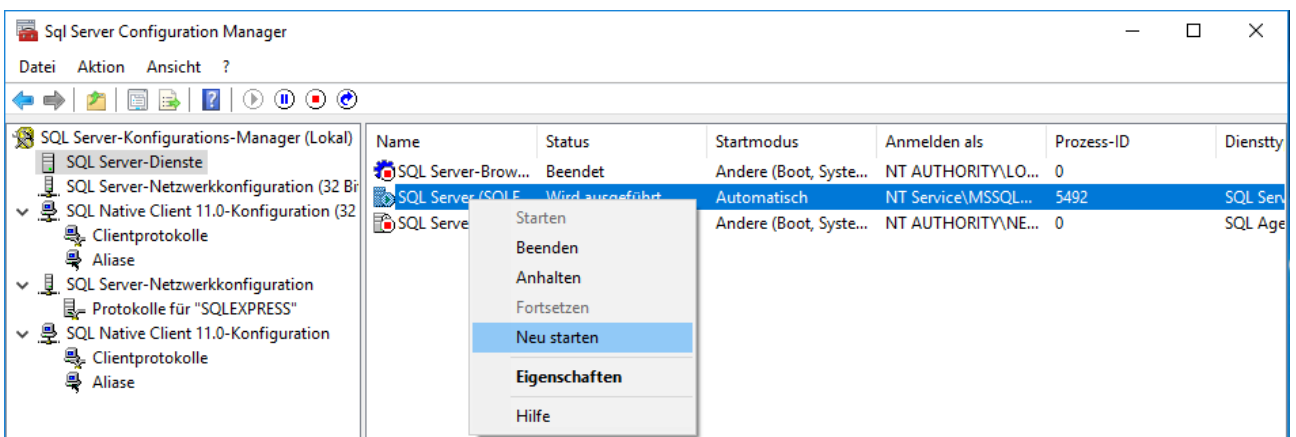 Sql Server Configuration Manager
Datei Aktion Ansicht ?
SQL Server-Konfigurations-Manager (Lokal)
SQL Server-Dienste
SQL Server-Netzwerkkonfiguration (32 Bi
SQL Native Client 11.0-Konfiguration (32
Clientprotokolle
Aliase
SQL Server-Netzwerkkonfiguration
Protokolle für "SQLEXPRESS"
SQL Native Client 11.0-Konfiguration
Clientprotokolle
Aliase
Name Status Startmodus Anmelden als Prozess-ID Diensttyp
SQL Server-Brow... Beendet Andere (Boot, Syste... NT AUTHORITY\LO... 0
SQL Server (SQLE Wird ausgeführt Automatisch NT Service\MSSQL... 5492 SQL Serv
SQL Serve Andere (Boot, Syste... NT AUTHORITY\NE... 0 SQL Age
Starten
Beenden
Anhalten
Fortsetzen
Neu starten
Eigenschaften
Hilfe